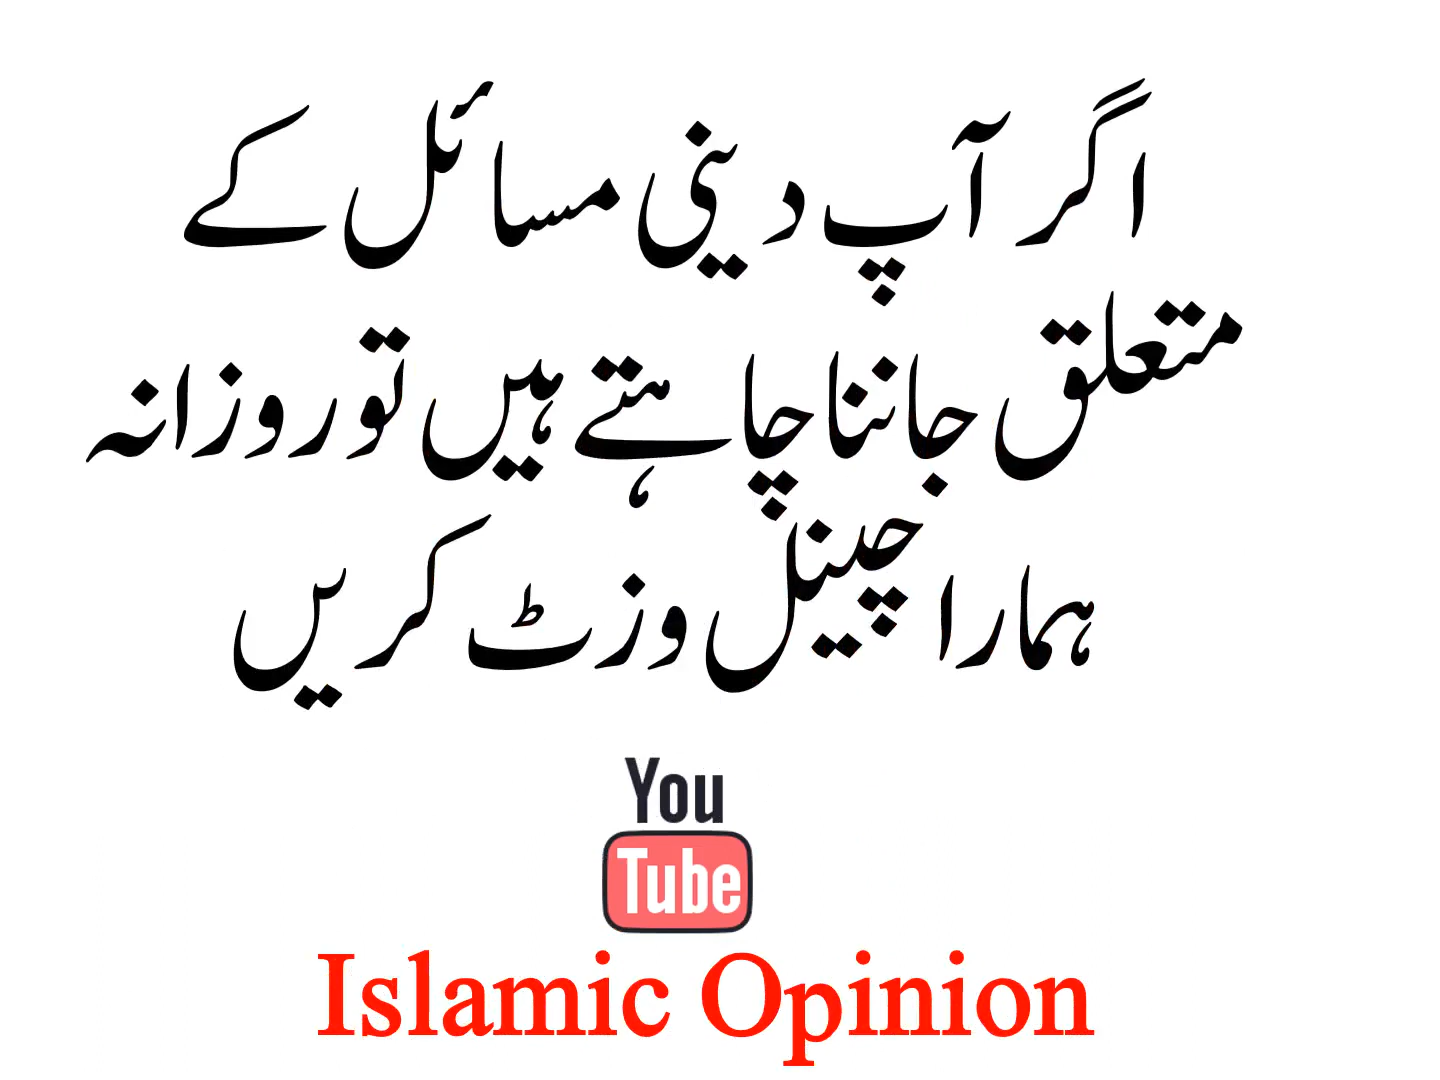 اگر آپ دینی مسائل کے
متعلق جاننا چاہتے ہیں تو روزانہ
ہمارا چینل وزٹ کریں
You
Tube
Islamic Opinion